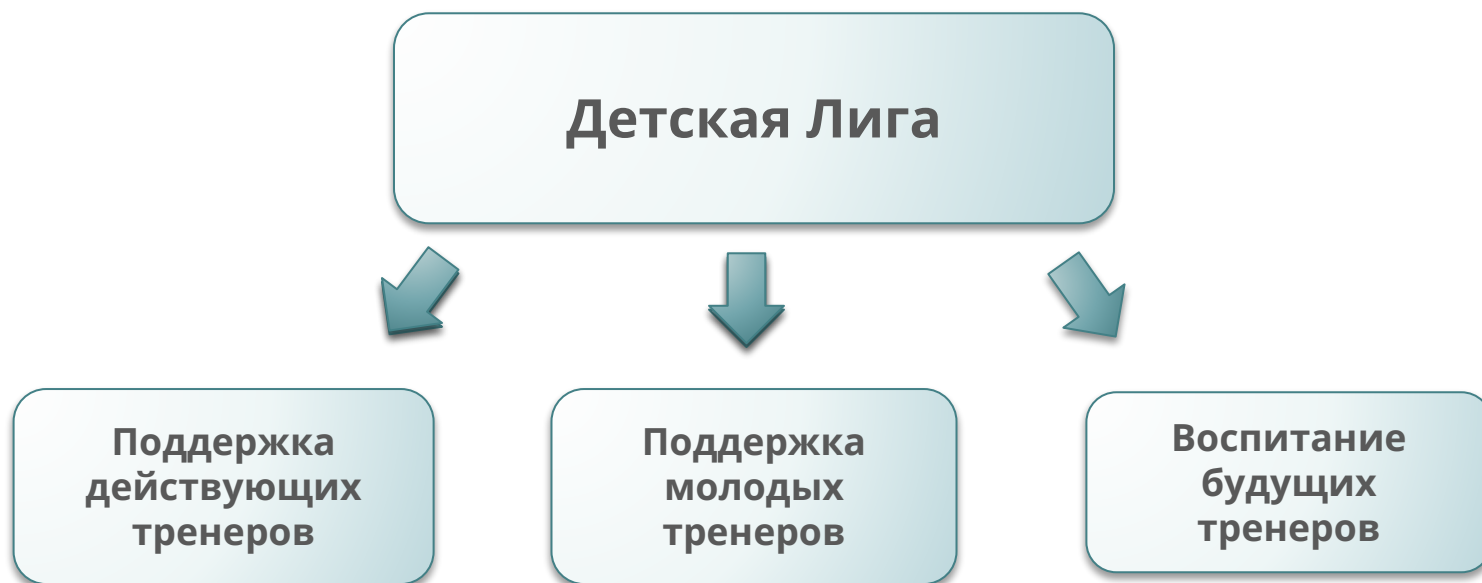 Детская Лига
Поддержка
действующих
тренеров
Поддержка
молодых
тренеров
Воспитание
будущих
тренеров